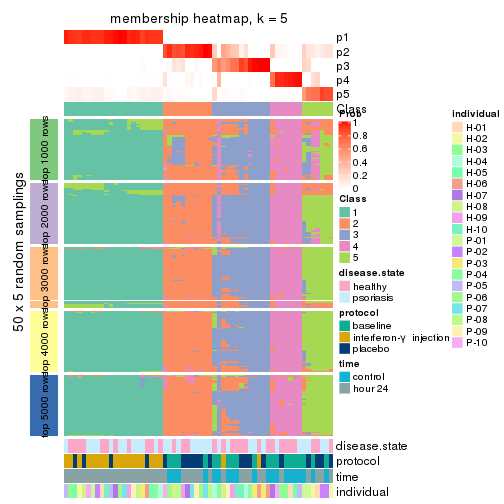 membership heatmap, k = 5
p1
p2
p3
p4
p5
Class
50 x 5 random samplings
top 1000 rows
top 2000 rows
top 3000 rows
top 4000 rows
top 5000 rows
disease.state
protocol
time
individual
Prob
1
0.8
0.6
0.4
0.2
0
Class
1
2
3
4
5
disease.state
healthy
psoriasis
protocol
baseline
interferon-γ injection
placebo
time
control
hour 24
individual
H-01
H-02
H-03
H-04
H-05
H-06
H-07
H-08
H-09
H-10
P-01
P-02
P-03
P-04
P-05
P-06
P-07
P-08
P-09
P-10